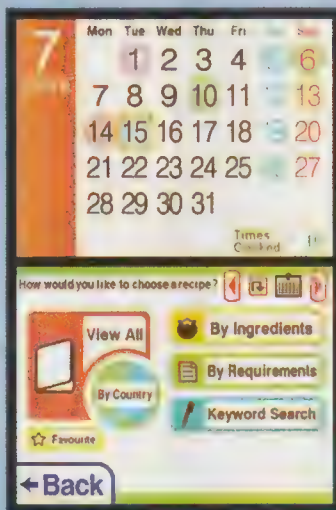 7
Mon Tue Wed Thu Fri
1 2 3 4 6
7 8 9 10 11 13
14 15 16 17 18 20
21 22 23 24 25 27
28 29 30 31
Times
Cooked
How would you like to choose a recipe?
View All
By Country
By Ingredients
By Requirements
Keyword Search
Favourite
Back